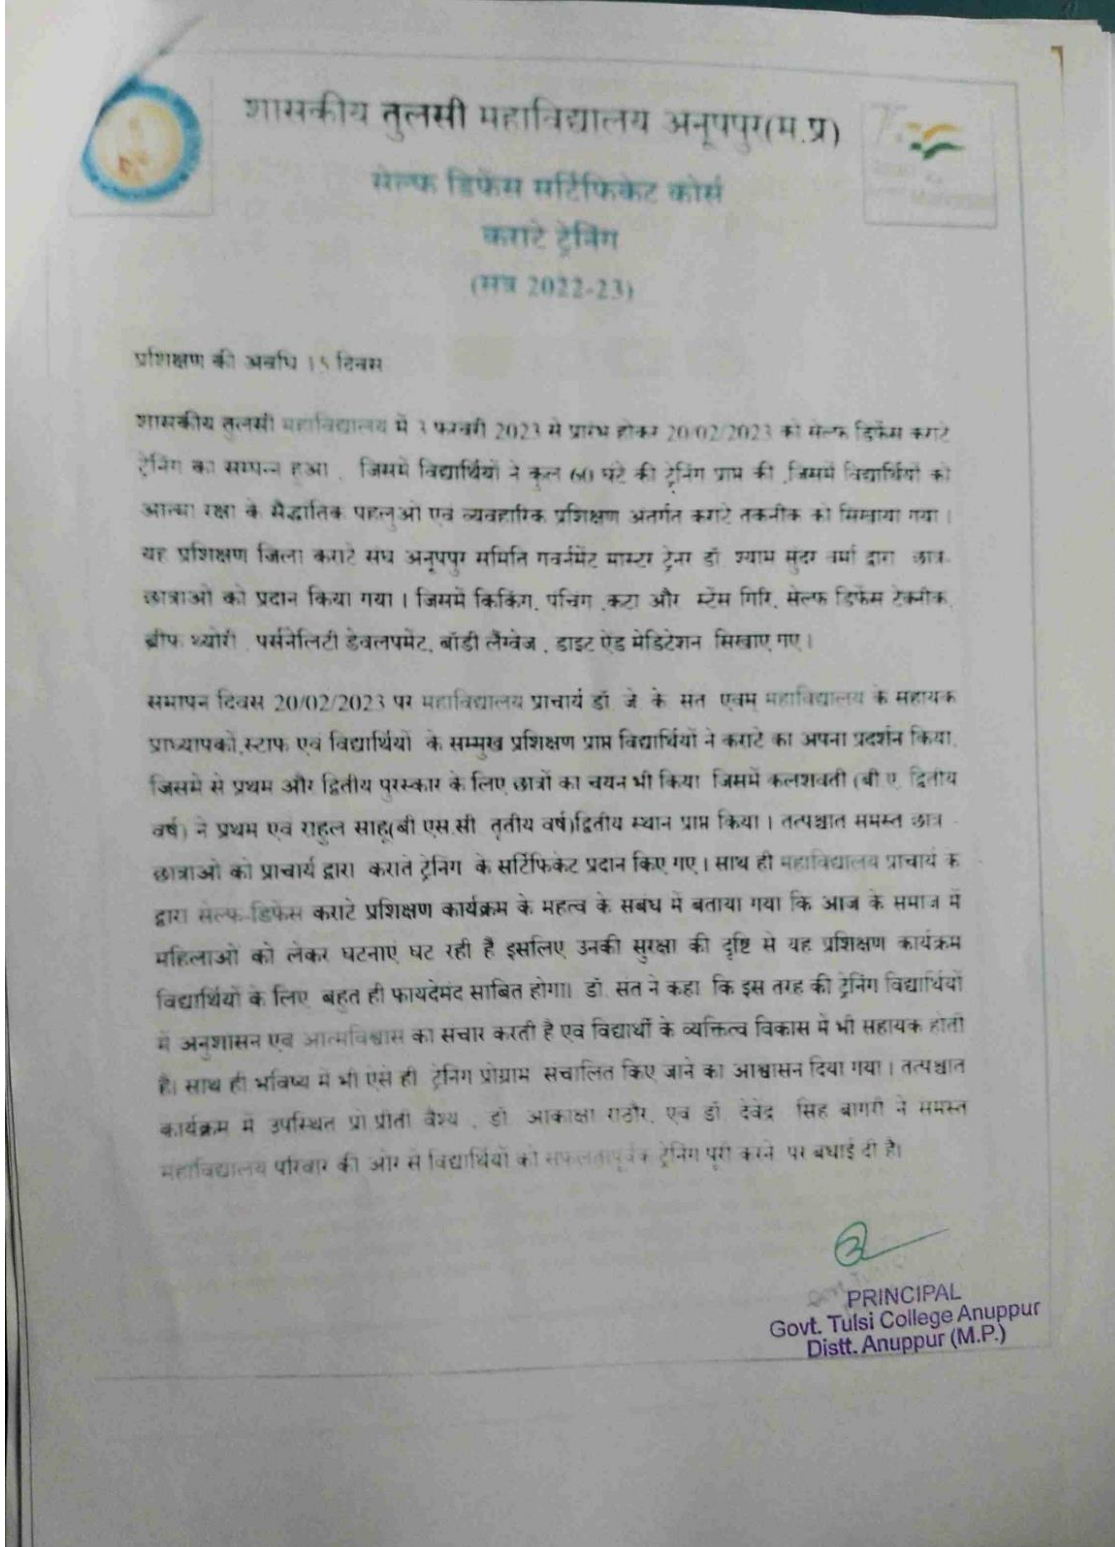 शासकीय तुलसी महाविद्यालय अनूपपुर(म.प्र)
सेल्फ डिफेंस सर्टिफिकेट कोर्स
कराटे ट्रेनिंग
(सत्र 2022-23)
प्रशिक्षण की अवधि 15 दिवस
शासकीय तुलसी महाविद्यालय में 3 फरवरी 2023 से प्रारंभ होकर 20/02/2023 को सेल्फ डिफेंस कराटे
ट्रेनिंग का सम्पन्न हुआ , जिसमें विद्यार्थियों ने कुल 60 घंटे की ट्रेनिंग प्राप्त की ,जिसमें विद्यार्थियों को
आत्मा रक्षा के सैद्धांतिक पहलुओं एवं व्यवहारिक प्रशिक्षण अंतर्गत कराटे तकनीक को सिखाया गया।
यह प्रशिक्षण जिला कराटे संघ अनूपपुर समिति गवर्नमेंट मास्टर ट्रेनर डॉ. श्याम सुंदर वर्मा द्वारा छात्र-
छात्राओं को प्रदान किया गया। जिसमें किकिंग, पंचिंग ,कटा और स्टेंस गिरि, सेल्फ डिफेंस टेक्नीक,
ब्रीफ थ्योरी, पर्सनेलिटी डेवलपमेंट, बॉडी लैंग्वेज , डाइट ऐंड मेडिटेशन सिखाए गए।
समापन दिवस 20/02/2023 पर महाविद्यालय प्राचार्य डॉ. जे. के. संत एवम् महाविद्यालय के सहायक
प्राध्यापकों,स्टाफ एवं विद्यार्थियों के सम्मुख प्रशिक्षण प्राप्त विद्यार्थियों ने कराटे का अपना प्रदर्शन किया,
जिसमें से प्रथम और द्वितीय पुरस्कार के लिए छात्रों का चयन भी किया जिसमें कलशवती (बी.ए. द्वितीय
वर्ष) ने प्रथम एवं राहुल साहू(बी.एस.सी. तृतीय वर्ष)द्वितीय स्थान प्राप्त किया। तत्पश्चात समस्त छात्र -
छात्राओं को प्राचार्य द्वारा कराते ट्रेनिंग के सर्टिफिकेट प्रदान किए गए। साथ ही महाविद्यालय प्राचार्य के
द्वारा सेल्फ डिफेंस कराटे प्रशिक्षण कार्यक्रम के महत्व के संबंध में बताया गया कि आज के समाज में
महिलाओं को लेकर घटनाएं घट रही हैं इसलिए उनकी सुरक्षा की दृष्टि से यह प्रशिक्षण कार्यक्रम
विद्यार्थियों के लिए बहुत ही फायदेमंद साबित होगा। डॉ. संत ने कहा कि इस तरह की ट्रेनिंग विद्यार्थियों
में अनुशासन एवं आत्मविश्वास का संचार करती है एवं विद्यार्थी के व्यक्तित्व विकास में भी सहायक होती
है। साथ ही भविष्य में भी ऐसे ही ट्रेनिंग प्रोग्राम संचालित किए जाने का आश्वासन दिया गया। तत्पश्चात
कार्यक्रम में उपस्थित प्रो.प्रीती वैश्य , डॉ. आकांक्षा राठौर, एवं डॉ. देवेंद्र सिंह बागरी ने समस्त
महाविद्यालय परिवार की ओर से विद्यार्थियों को सफलतापूर्वक ट्रेनिंग पूरी करने पर बधाई दी है।
PRINCIPAL
Govt. Tulsi College Anuppur
Distt. Anuppur (M.P.)